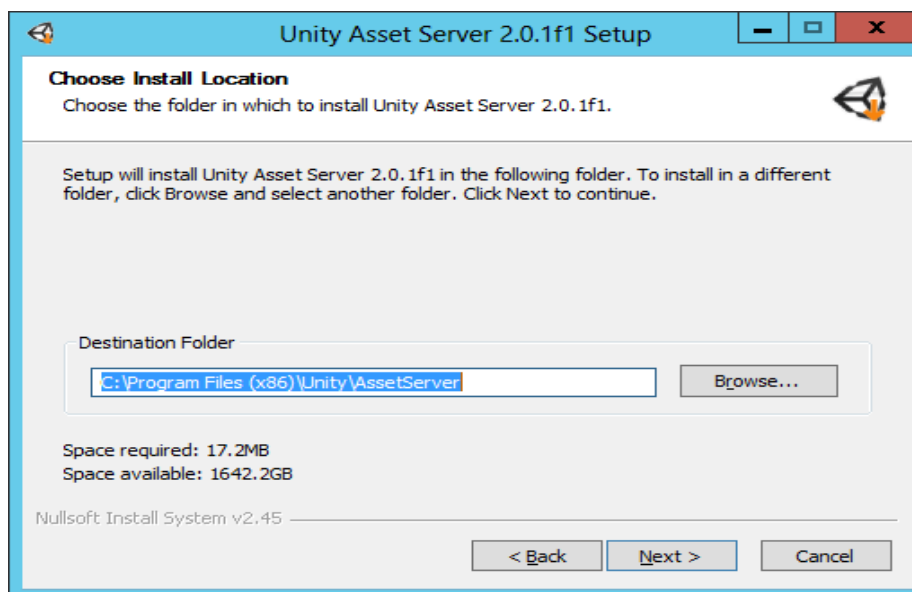 Unity Asset Server 2.0.1f1 Setup
Choose Install Location
Choose the folder in which to install Unity Asset Server 2.0.1f1.
Setup will install Unity Asset Server 2.0.1f1 in the following folder. To install in a different
folder, click Browse and select another folder. Click Next to continue.
Destination Folder
C:\Program Files (x86)\Unity\AssetServer
Browse...
Space required: 17.2MB
Space available: 1642.2GB
Nullsoft Install System v2.45
< Back
Next >
Cancel